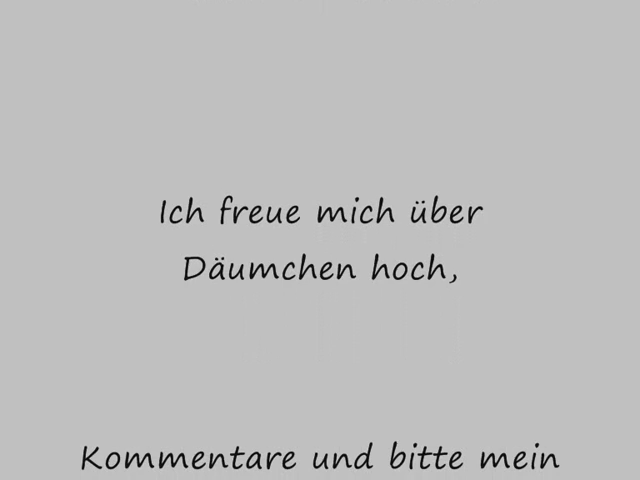 Ich freue mich über
Däumchen hoch,
Kommentare und bitte mein